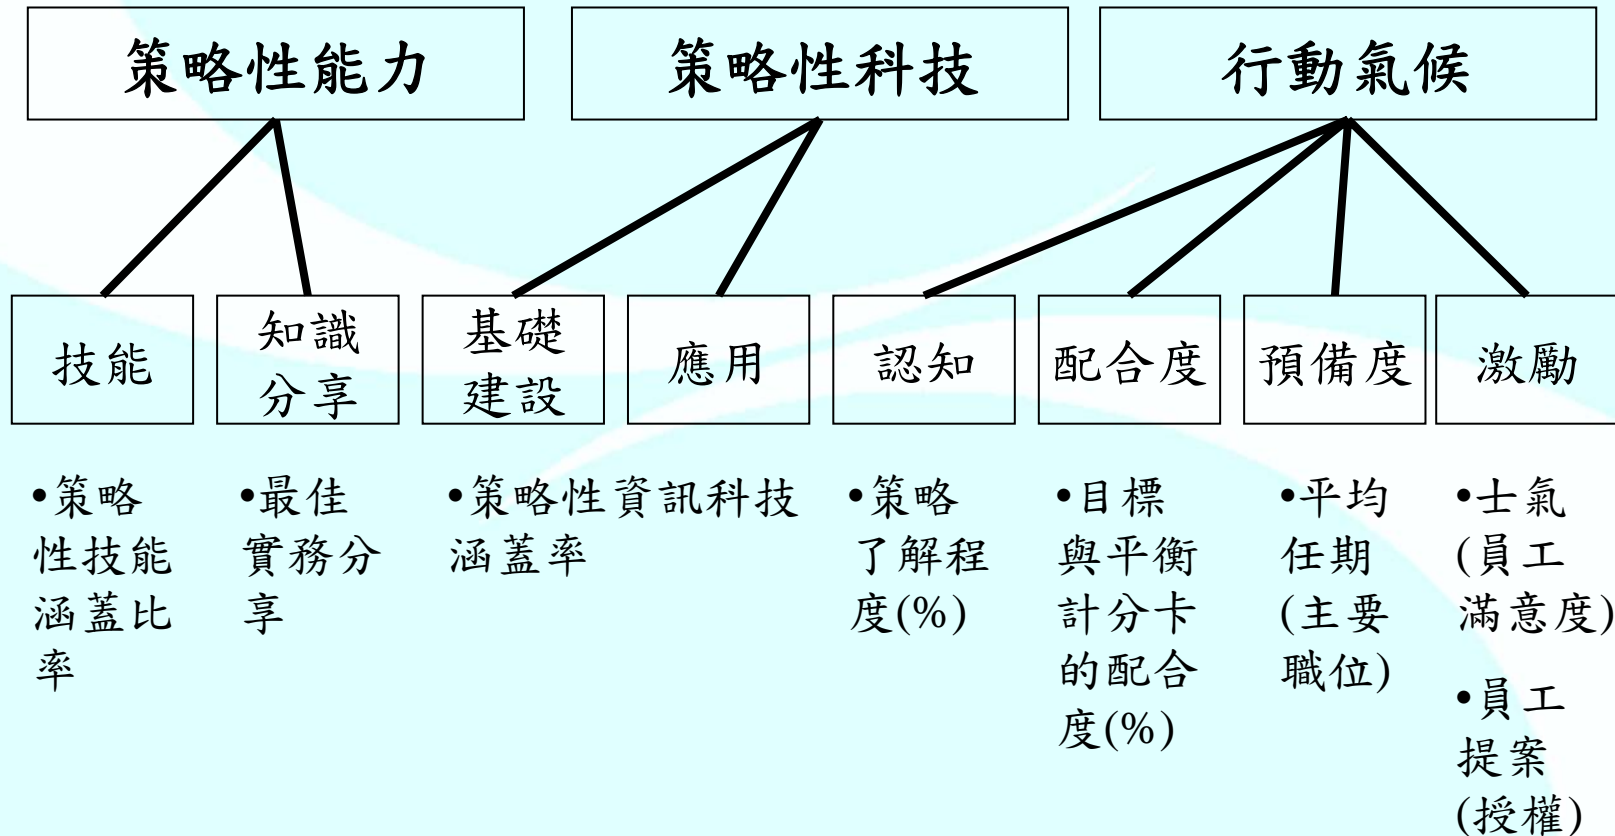 策略性能力
策略性科技
行動氣候
技能
知識
分享
基礎
建設
應用
認知
配合度
預備度
激勵
•策略
性技能
涵蓋比
率
•最佳
實務分
享
•策略性資訊科技
涵蓋率
•策略
了解程
度(%)
•目標
與平衡
計分卡
的配合
度(%)
•平均
任期
(主要
職位)
•士氣
(員工
滿意度)
•員工
提案
(授權)